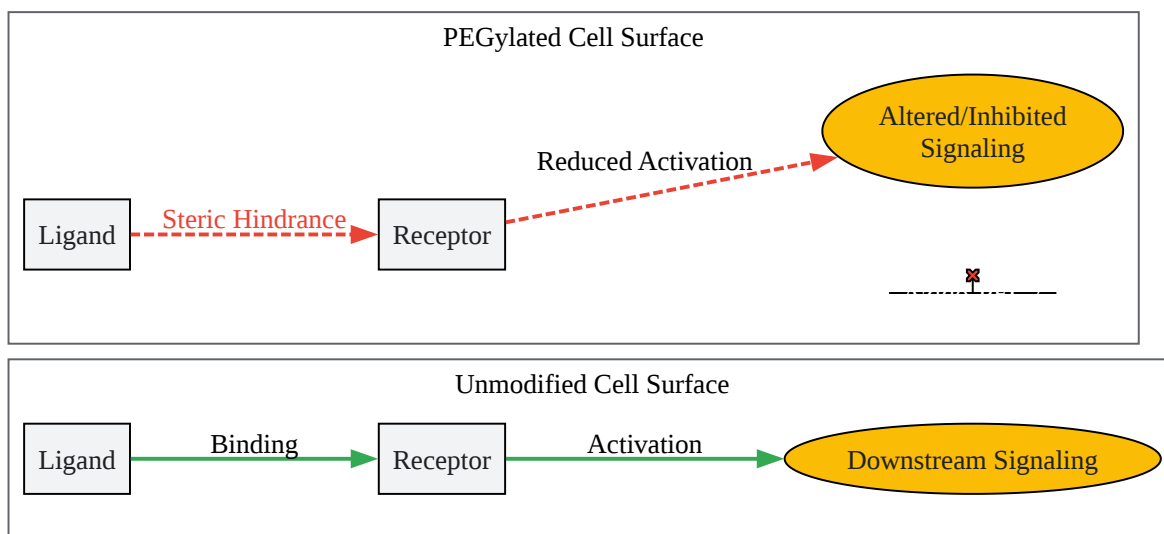 PEGylated Cell Surface
Altered/Inhibited
Signaling
Reduced Activation
Steric Hindrance
Ligand
Receptor
Unmodified Cell Surface
Ligand
Binding
Receptor
Activation
Downstream Signaling